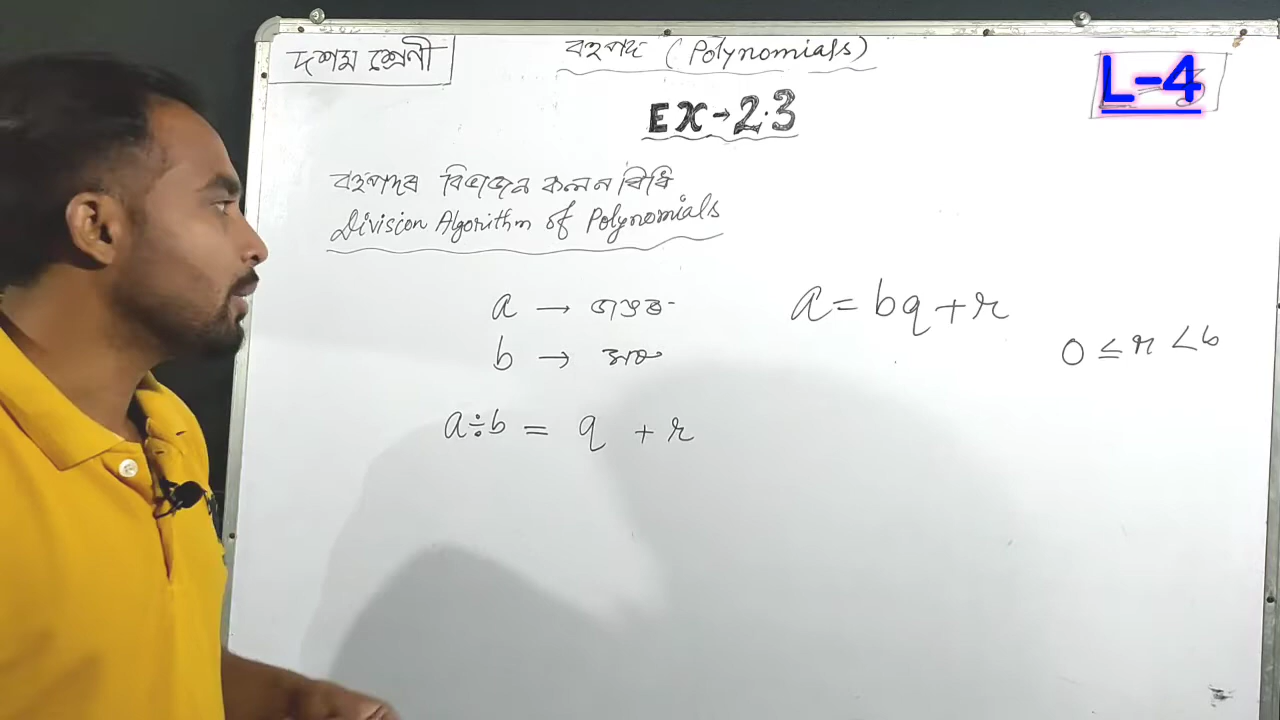 দশম শ্ৰেণী
বহুপদ (Polynomials)
L-4
EX→2.3
বহুপদৰ বিভাজন কলন বিধি
Division Algorithm of Polynomials
a → ভাজ্য
b → ভাজক
a = bq + r
0 ≤ r < b
a ÷ b = q + r